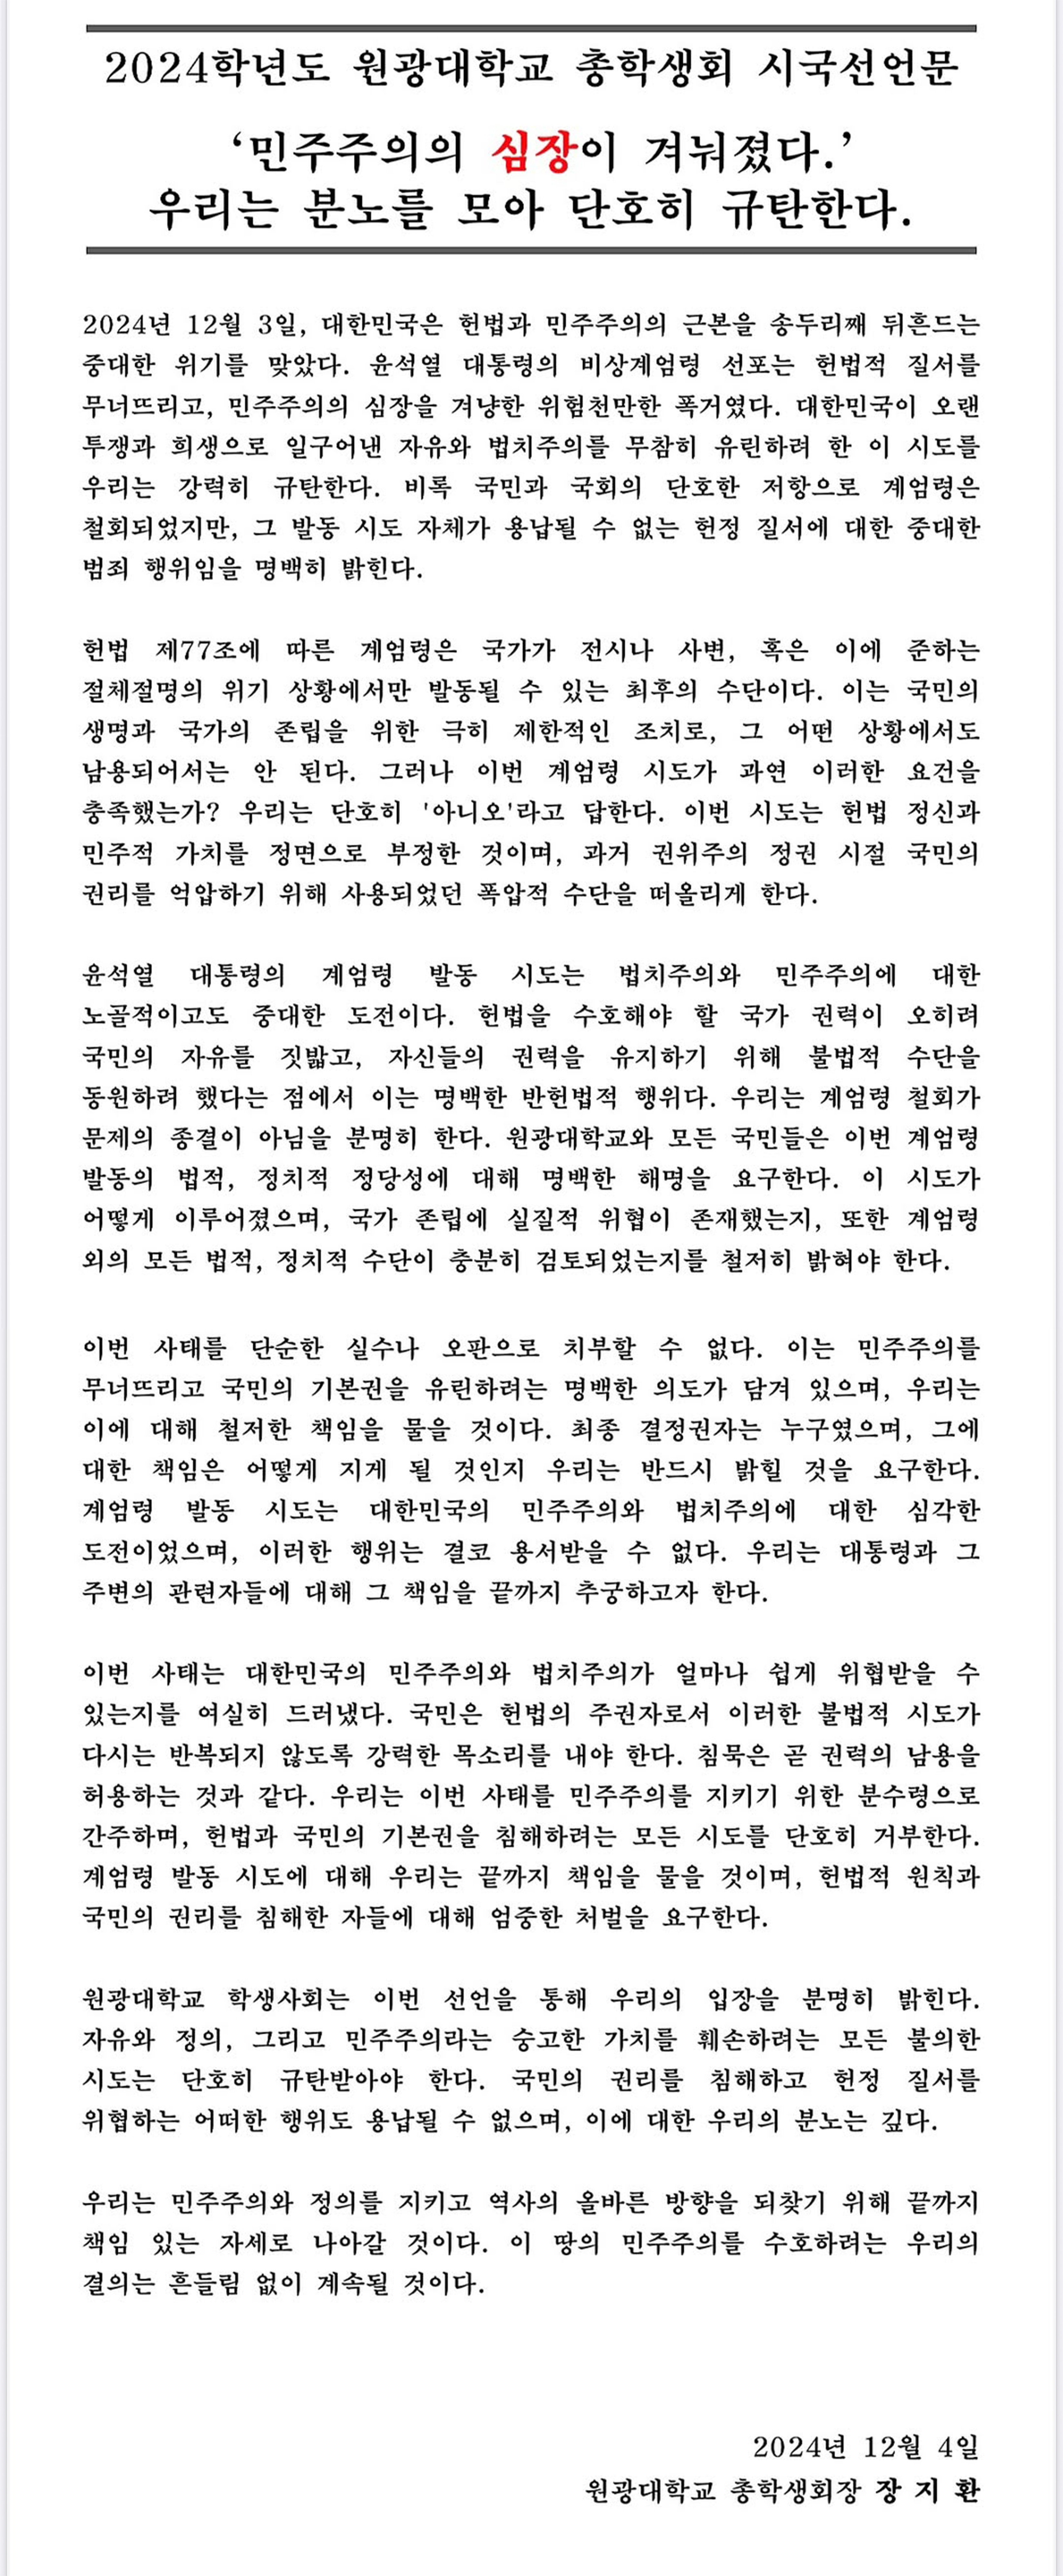 2024학년도 원광대학교 총학생회 시국선언문
‘민주주의의 심장이 겨눠졌다.’
우리는 분노를 모아 단호히 규탄한다.
2024년 12월 3일, 대한민국은 헌법과 민주주의의 근본을 송두리째 뒤흔드는
중대한 위기를 맞았다. 윤석열 대통령의 비상계엄령 선포는 헌법적 질서를
무너뜨리고, 민주주의의 심장을 겨냥한 위험천만한 폭거였다. 대한민국이 오랜
투쟁과 희생으로 일구어낸 자유와 법치주의를 무참히 유린하려 한 이 시도를
우리는 강력히 규탄한다. 비록 국민과 국회의 단호한 저항으로 계엄령은
철회되었지만, 그 발동 시도 자체가 용납될 수 없는 헌정 질서에 대한 중대한
범죄 행위임을 명백히 밝힌다.
헌법 제77조에 따른 계엄령은 국가가 전시나 사변, 혹은 이에 준하는
절체절명의 위기 상황에서만 발동될 수 있는 최후의 수단이다. 이는 국민의
생명과 국가의 존립을 위한 극히 제한적인 조치로, 그 어떤 상황에서도
남용되어서는 안 된다. 그러나 이번 계엄령 시도가 과연 이러한 요건을
충족했는가? 우리는 단호히 '아니오'라고 답한다. 이번 시도는 헌법 정신과
민주적 가치를 정면으로 부정한 것이며, 과거 권위주의 정권 시절 국민의
권리를 억압하기 위해 사용되었던 폭압적 수단을 떠올리게 한다.
윤석열 대통령의 계엄령 발동 시도는 법치주의와 민주주의에 대한
노골적이고도 중대한 도전이다. 헌법을 수호해야 할 국가 권력이 오히려
국민의 자유를 짓밟고, 자신들의 권력을 유지하기 위해 불법적 수단을
동원하려 했다는 점에서 이는 명백한 반헌법적 행위다. 우리는 계엄령 철회가
문제의 종결이 아님을 분명히 한다. 원광대학교와 모든 국민들은 이번 계엄령
발동의 법적, 정치적 정당성에 대해 명백한 해명을 요구한다. 이 시도가
어떻게 이루어졌으며, 국가 존립에 실질적 위협이 존재했는지, 또한 계엄령
외의 모든 법적, 정치적 수단이 충분히 검토되었는지를 철저히 밝혀야 한다.
이번 사태를 단순한 실수나 오판으로 치부할 수 없다. 이는 민주주의를
무너뜨리고 국민의 기본권을 유린하려는 명백한 의도가 담겨 있으며, 우리는
이에 대해 철저한 책임을 물을 것이다. 최종 결정권자는 누구였으며, 그에
대한 책임은 어떻게 지게 될 것인지 우리는 반드시 밝힐 것을 요구한다.
계엄령 발동 시도는 대한민국의 민주주의와 법치주의에 대한 심각한
도전이었으며, 이러한 행위는 결코 용서받을 수 없다. 우리는 대통령과 그
주변의 관련자들에 대해 그 책임을 끝까지 추궁하고자 한다.
이번 사태는 대한민국의 민주주의와 법치주의가 얼마나 쉽게 위협받을 수
있는지를 여실히 드러냈다. 국민은 헌법의 주권자로서 이러한 불법적 시도가
다시는 반복되지 않도록 강력한 목소리를 내야 한다. 침묵은 곧 권력의 남용을
허용하는 것과 같다. 우리는 이번 사태를 민주주의를 지키기 위한 분수령으로
간주하며, 헌법과 국민의 기본권을 침해하려는 모든 시도를 단호히 거부한다.
계엄령 발동 시도에 대해 우리는 끝까지 책임을 물을 것이며, 헌법적 원칙과
국민의 권리를 침해한 자들에 대해 엄중한 처벌을 요구한다.
원광대학교 학생사회는 이번 선언을 통해 우리의 입장을 분명히 밝힌다.
자유와 정의, 그리고 민주주의라는 숭고한 가치를 훼손하려는 모든 불의한
시도는 단호히 규탄받아야 한다. 국민의 권리를 침해하고 헌정 질서를
위협하는 어떠한 행위도 용납될 수 없으며, 이에 대한 우리의 분노는 깊다.
우리는 민주주의와 정의를 지키고 역사의 올바른 방향을 되찾기 위해 끝까지
책임 있는 자세로 나아갈 것이다. 이 땅의 민주주의를 수호하려는 우리의
결의는 흔들림 없이 계속될 것이다.
2024년 12월 4일
원광대학교 총학생회장 장 지 환